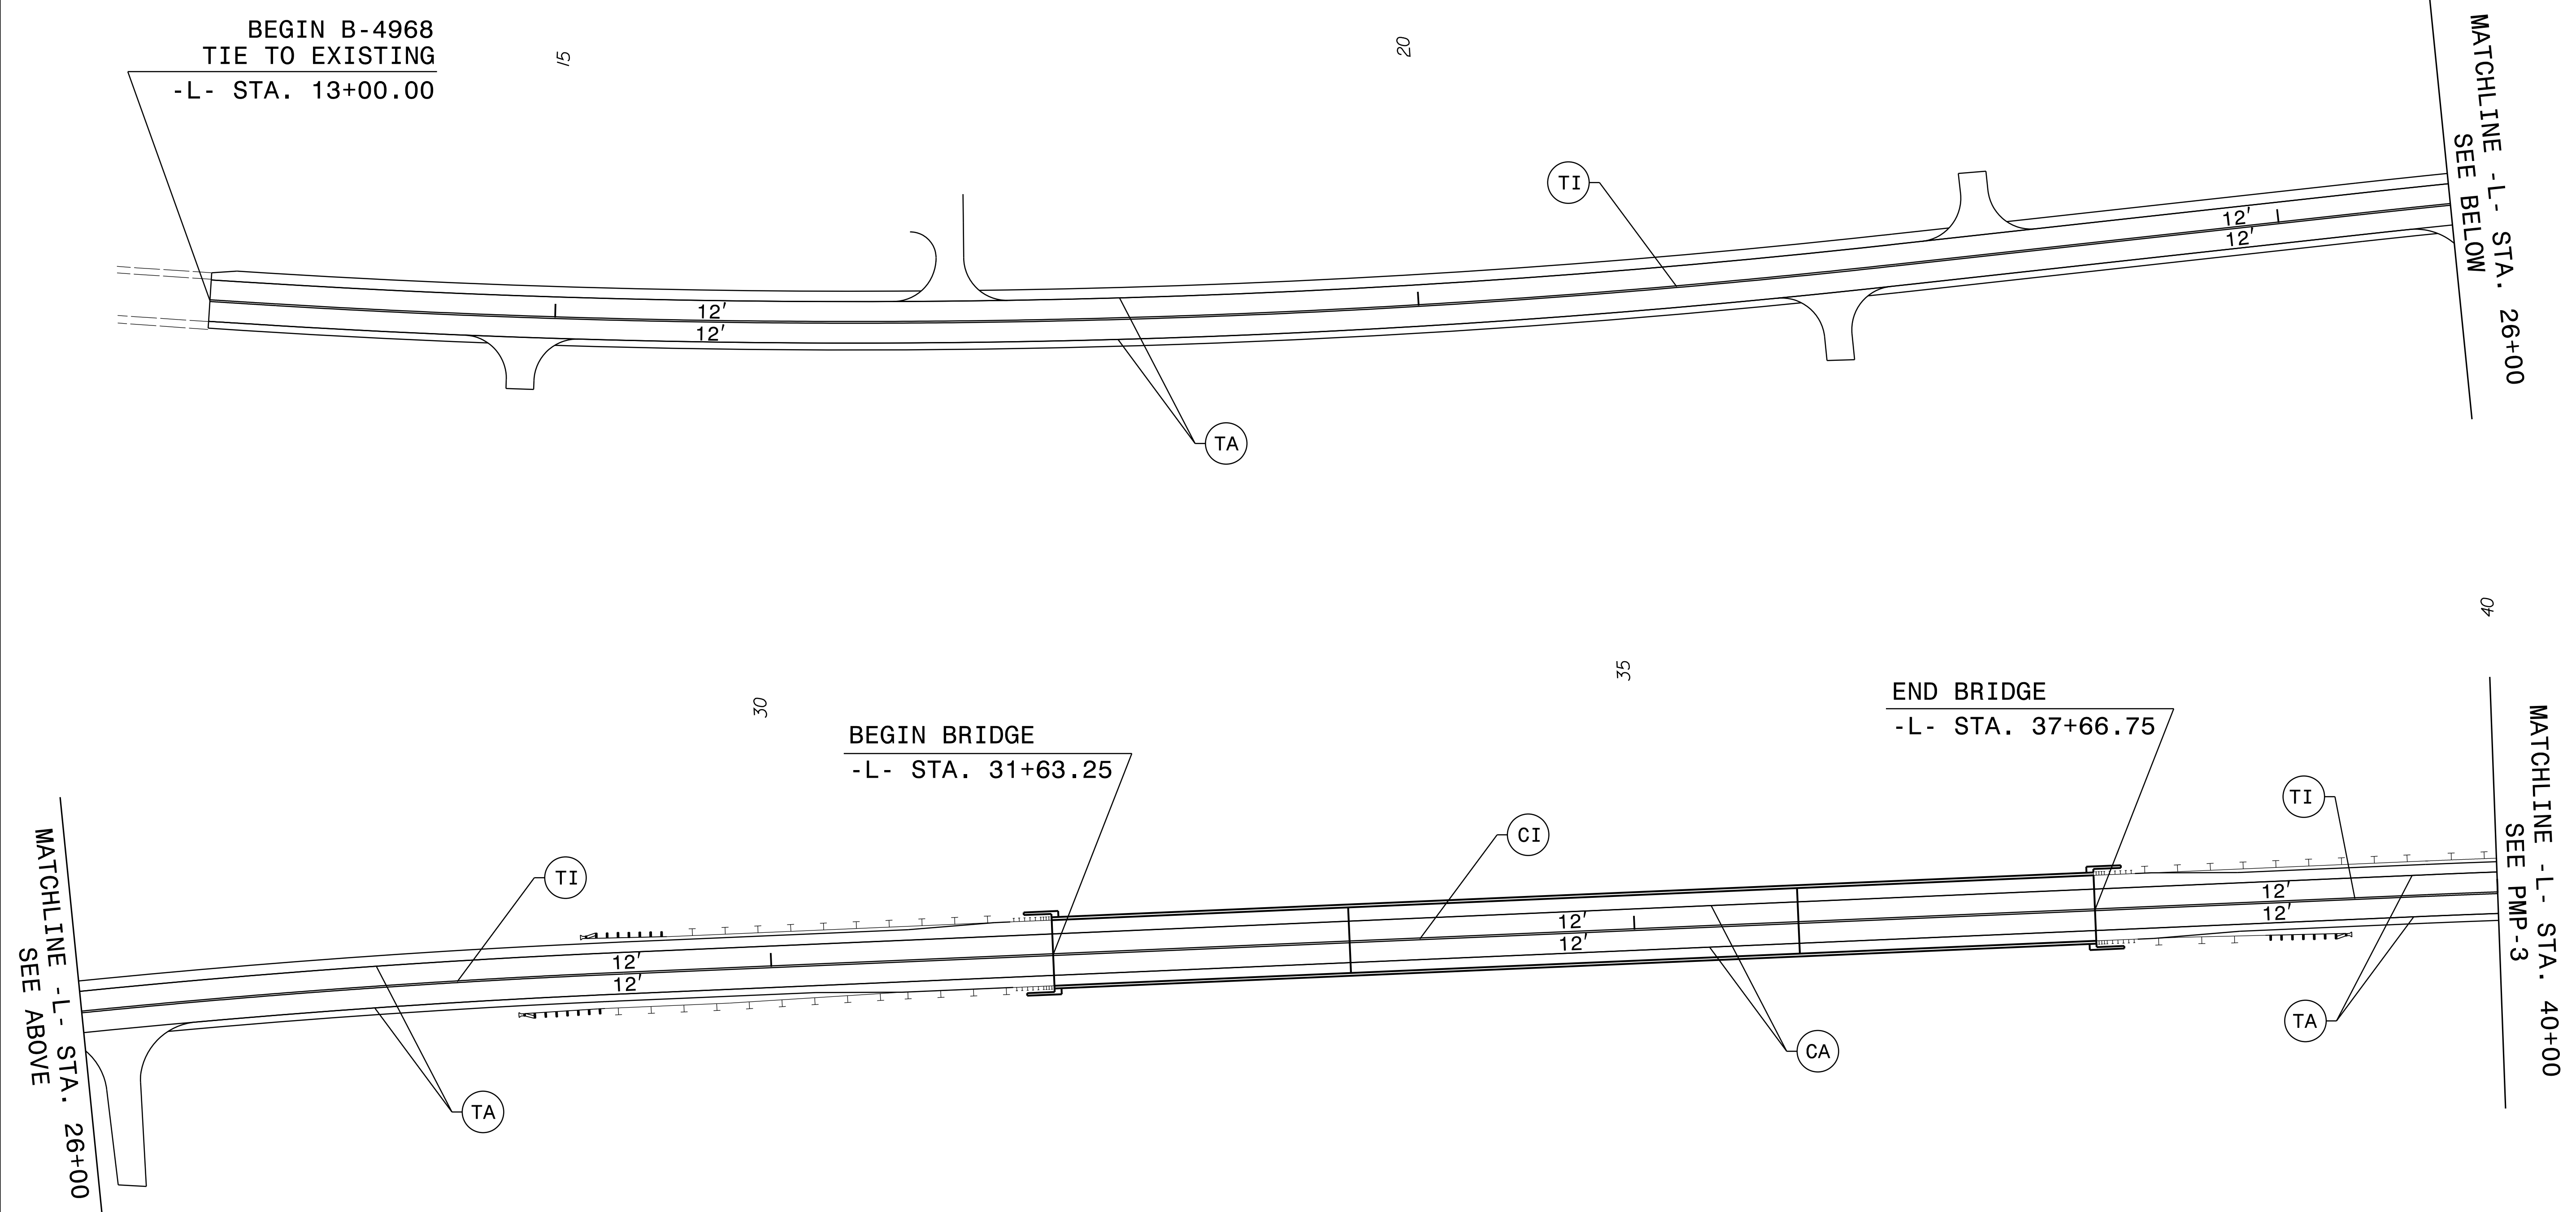 BEGIN B-4968
TIE TO EXISTING
-L- STA. 13+00.00
15
20
TI
12'
12'
12'
12'
TA
MATCHLINE -L- STA. 26+00
SEE BELOW
MATCHLINE -L- STA. 26+00
SEE ABOVE
30
35
40
BEGIN BRIDGE
-L- STA. 31+63.25
END BRIDGE
-L- STA. 37+66.75
TI
CI
TI
12'
12'
12'
12'
12'
12'
TA
CA
TA
MATCHLINE -L- STA. 40+00
SEE PMP-3